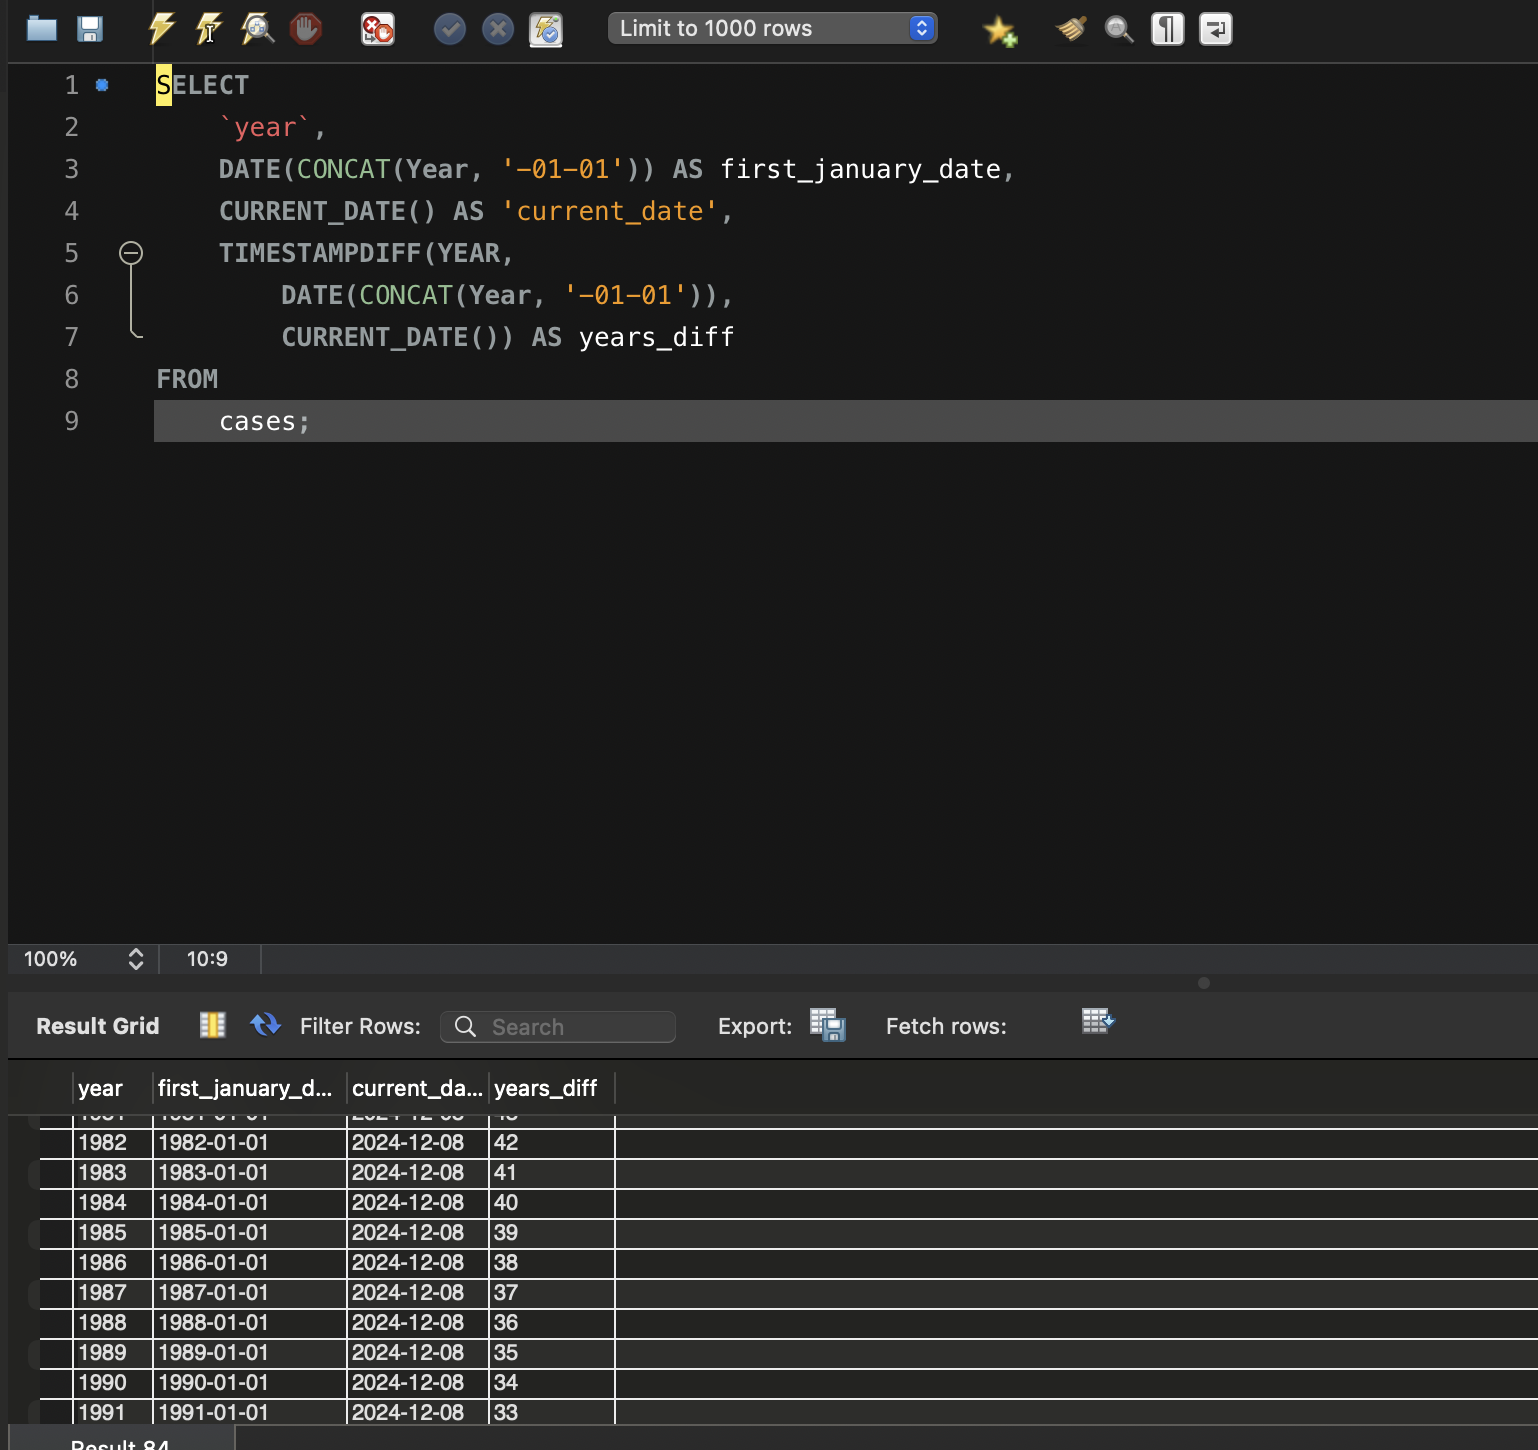 Limit to 1000 rows
1 SELECT
2 `year`,
3 DATE(CONCAT(Year, '-01-01')) AS first_january_date,
4 CURRENT_DATE() AS 'current_date',
5 TIMESTAMPDIFF(YEAR,
6 DATE(CONCAT(Year, '-01-01')),
7 CURRENT_DATE()) AS years_diff
8 FROM
9 cases;
100% 10:9
Result Grid Filter Rows: Search Export: Fetch rows:
year first_january_d... current_da... years_diff
1982 1982-01-01 2024-12-08 42
1983 1983-01-01 2024-12-08 41
1984 1984-01-01 2024-12-08 40
1985 1985-01-01 2024-12-08 39
1986 1986-01-01 2024-12-08 38
1987 1987-01-01 2024-12-08 37
1988 1988-01-01 2024-12-08 36
1989 1989-01-01 2024-12-08 35
1990 1990-01-01 2024-12-08 34
1991 1991-01-01 2024-12-08 33
Result 84